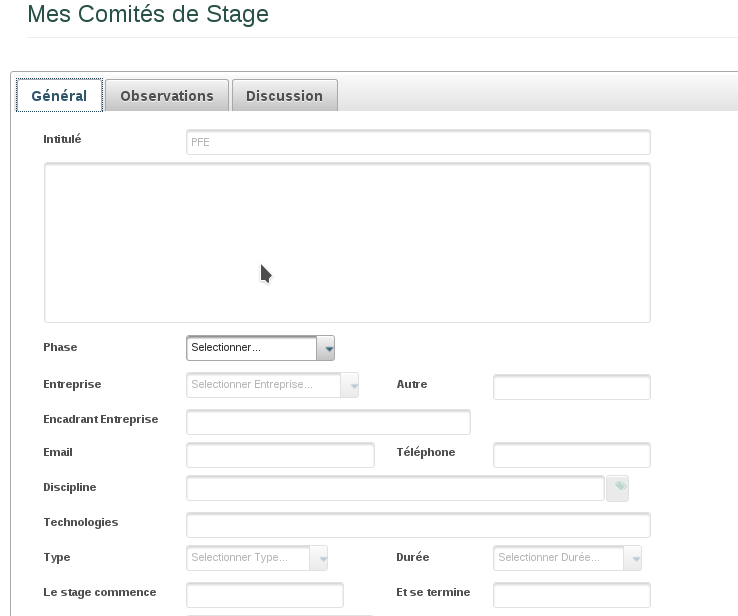 Mes Comités de Stage
Général Observations Discussion
Intitulé PFE
Phase Selectionner...
Entreprise Selectionner Entreprise... Autre
Encadrant Entreprise
Email Téléphone
Discipline
Technologies
Type Selectionner Type... Durée Selectionner Durée...
Le stage commence Et se termine